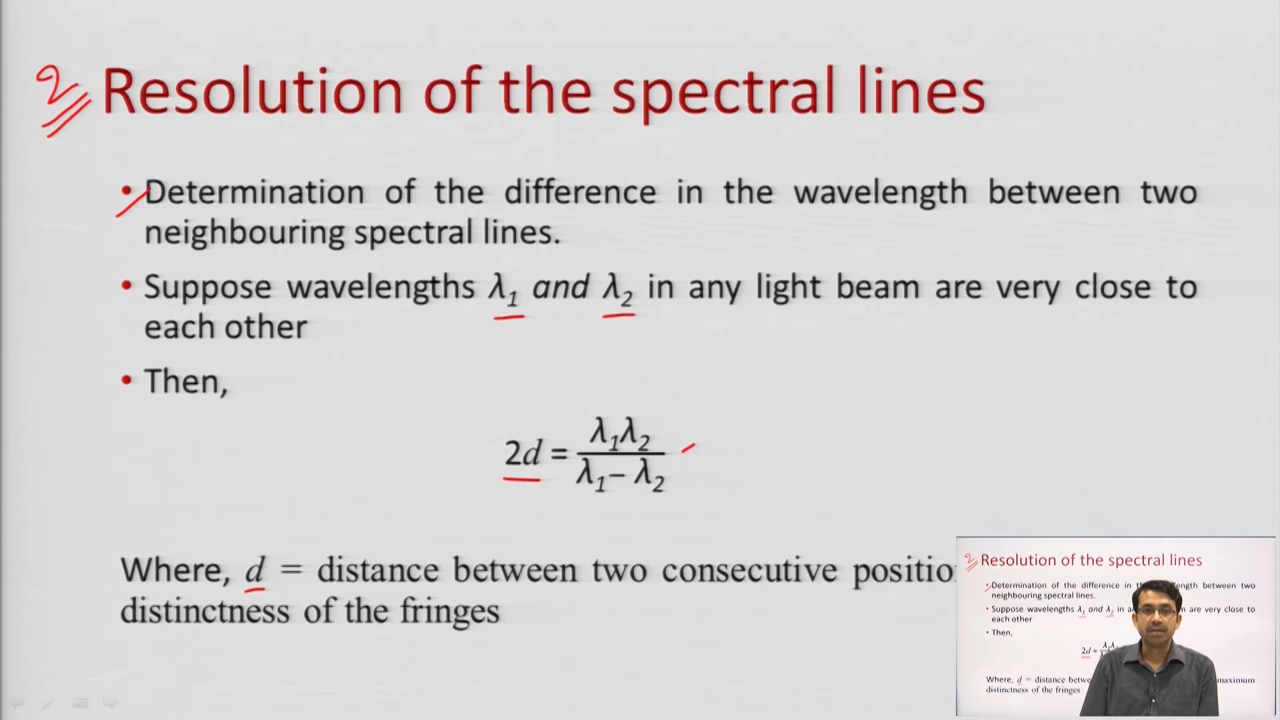 2 Resolution of the spectral lines
• Determination of the difference in the wavelength between two
neighbouring spectral lines.
• Suppose wavelengths λ1 and λ2 in any light beam are very close to
each other
• Then,
2d = λ1λ2 / λ1 – λ2
Where, d = distance between two consecutive positio
distinctness of the fringes
2 Resolution of the spectral lines
• Determination of the difference in between two
neighbouring spectral lines.
• Suppose wavelengths λ1 and λ2 in are very close to
each other
• Then,
2d =
Where, d = distance maximum
distinctness of the fringes